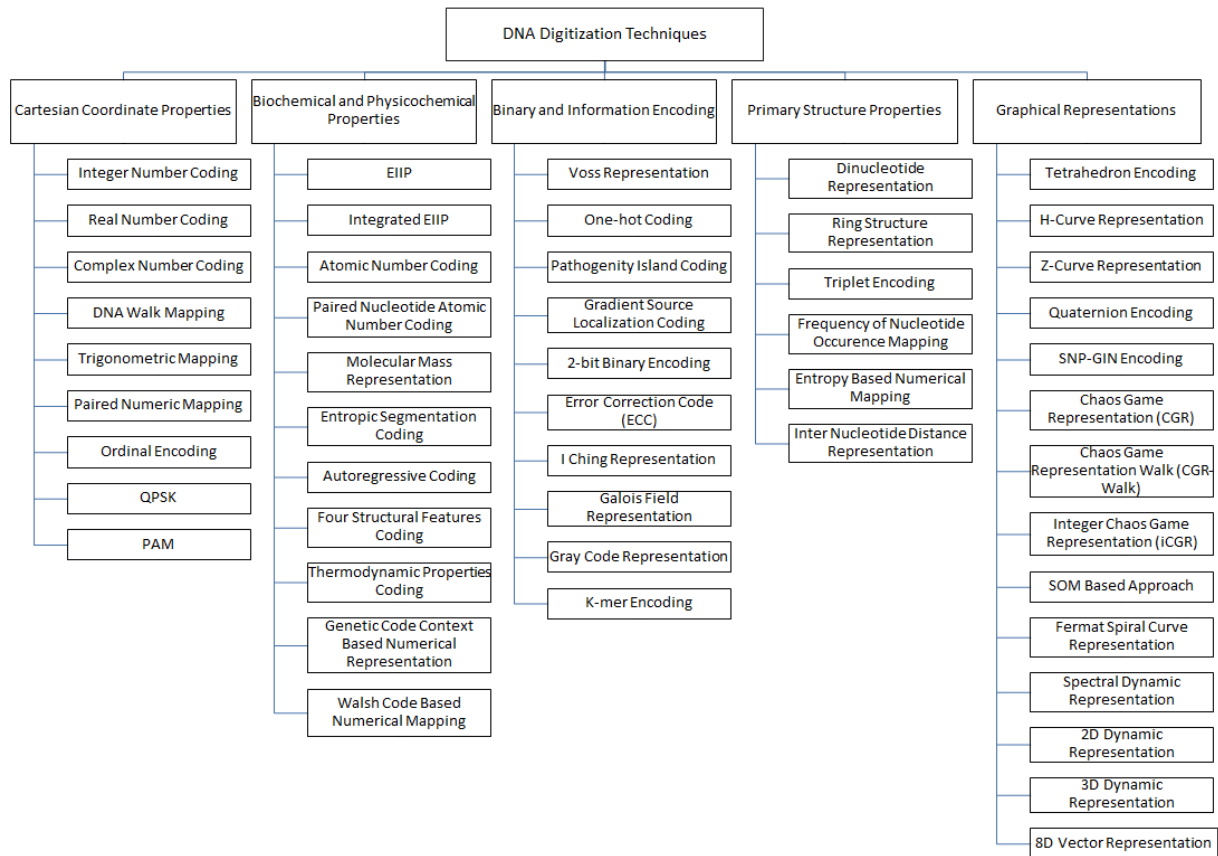 DNA Digitization Techniques
Cartesian Coordinate Properties
Integer Number Coding
Real Number Coding
Complex Number Coding
DNA Walk Mapping
Trigonometric Mapping
Paired Numeric Mapping
Ordinal Encoding
QPSK
PAM
Biochemical and Physicochemical
Properties
EIIP
Integrated EIIP
Atomic Number Coding
Paired Nucleotide Atomic
Number Coding
Molecular Mass
Representation
Entropic Segmentation
Coding
Autoregressive Coding
Four Structural Features
Coding
Thermodynamic Properties
Coding
Genetic Code Context
Based Numerical
Representation
Walsh Code Based
Numerical Mapping
Binary and Information Encoding
Voss Representation
One-hot Coding
Pathogenity Island Coding
Gradient Source
Localization Coding
2-bit Binary Encoding
Error Correction Code
(ECC)
I Ching Representation
Galois Field
Representation
Gray Code Representation
K-mer Encoding
Primary Structure Properties
Dinucleotide
Representation
Ring Structure
Representation
Triplet Encoding
Frequency of Nucleotide
Occurence Mapping
Entropy Based Numerical
Mapping
Inter Nucleotide Distance
Representation
Graphical Representations
Tetrahedron Encoding
H-Curve Representation
Z-Curve Representation
Quaternion Encoding
SNP-GIN Encoding
Chaos Game
Representation (CGR)
Chaos Game
Representation Walk (CGR-
Walk)
Integer Chaos Game
Representation (iCGR)
SOM Based Approach
Fermat Spiral Curve
Representation
Spectral Dynamic
Representation
2D Dynamic
Representation
3D Dynamic
Representation
8D Vector Representation